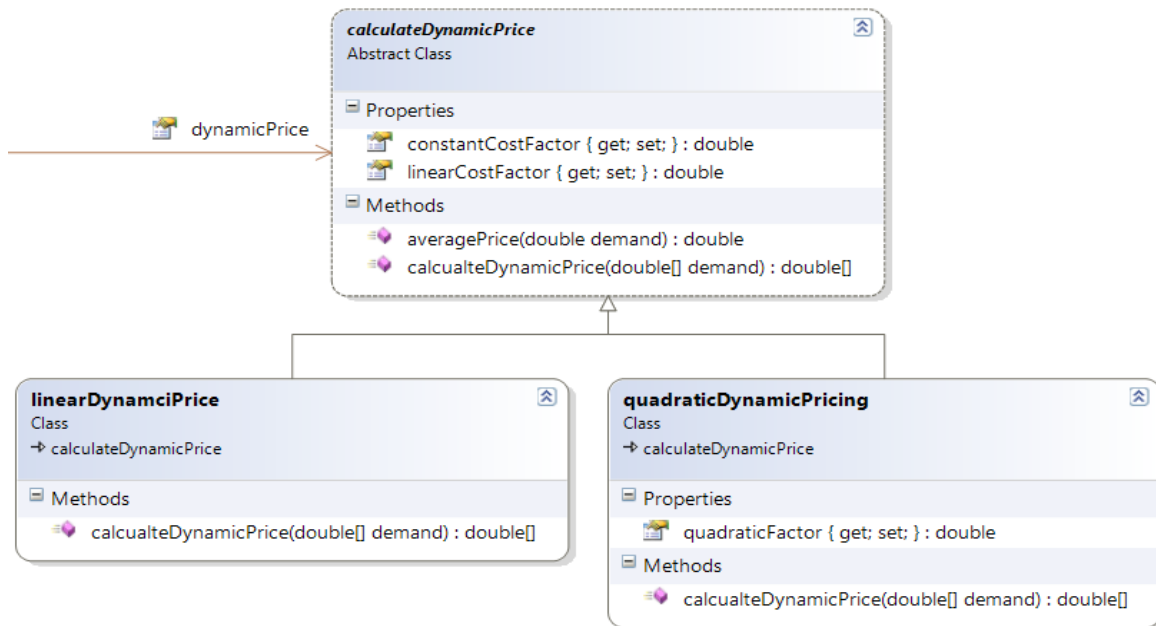 calculateDynamicPrice
Abstract Class
dynamicPrice
Properties
constantCostFactor { get; set; } : double
linearCostFactor { get; set; } : double
Methods
averagePrice(double demand) : double
calcualteDynamicPrice(double[] demand) : double[]
linearDynamciPrice
Class
calculateDynamicPrice
Methods
calcualteDynamicPrice(double[] demand) : double[]
quadraticDynamicPricing
Class
calculateDynamicPrice
Properties
quadraticFactor { get; set; } : double
Methods
calcualteDynamicPrice(double[] demand) : double[]